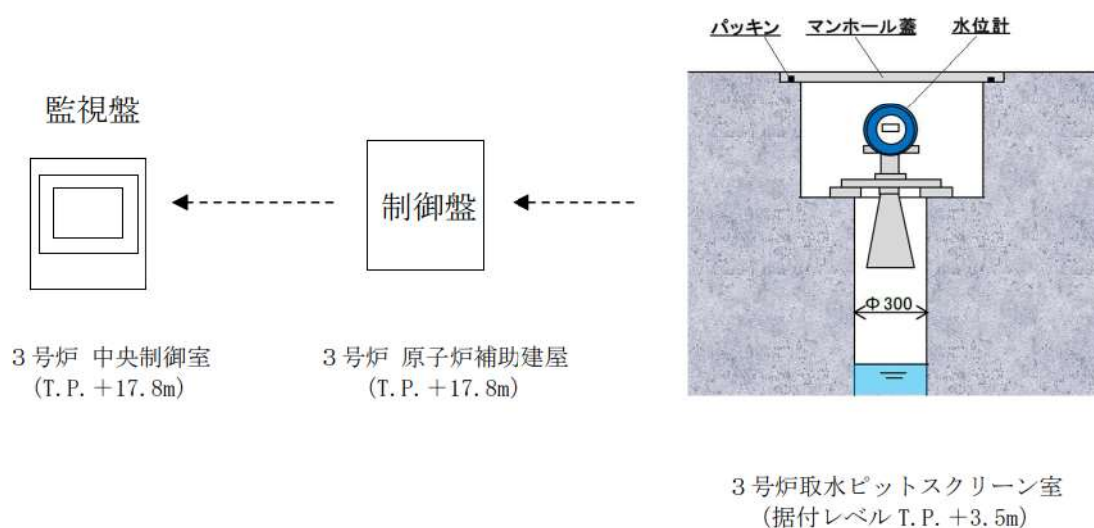 パッキン マンホール蓋 水位計
監視盤
制御盤
Φ300
3号炉 中央制御室
(T.P.+17.8m)
3号炉 原子炉補助建屋
(T.P.+17.8m)
3号炉取水ピットスクリーン室
(据付レベル T.P.+3.5m)